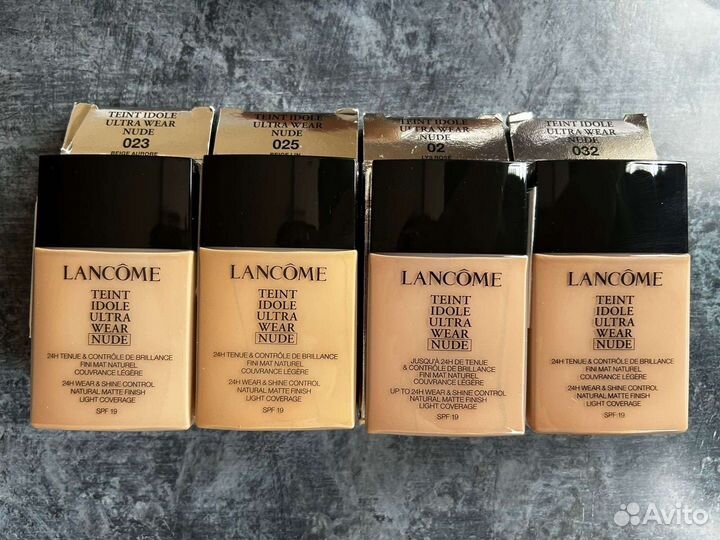 TEINT IDOLE
ULTRA WEAR
NUDE
023
BEIGE AURORE
TEINT IDOLE
ULTRA WEAR
NUDE
025
BEIGE LIN
TEINT IDOLE
ULTRA WEAR
NUDE
02
LYS ROSÉ
TEINT IDOLE
ULTRA WEAR
NUDE
032
LANCÔME
TEINT
IDOLE
ULTRA
WEAR
NUDE
24H TENUE & CONTRÔLE DE BRILLANCE
FINI MAT NATUREL
COUVRANCE LÉGÈRE
24H WEAR & SHINE CONTROL
NATURAL MATTE FINISH
LIGHT COVERAGE
SPF 19
LANCÔME
TEINT
IDOLE
ULTRA
WEAR
NUDE
24H TENUE & CONTRÔLE DE BRILLANCE
FINI MAT NATUREL
COUVRANCE LÉGÈRE
24H WEAR & SHINE CONTROL
NATURAL MATTE FINISH
LIGHT COVERAGE
SPF 19
LANCÔME
TEINT
IDOLE
ULTRA
WEAR
NUDE
JUSQU'À 24H DE TENUE
& CONTRÔLE DE BRILLANCE
FINI MAT NATUREL
COUVRANCE LÉGÈRE
UP TO 24H WEAR & SHINE CONTROL
NATURAL MATTE FINISH
LIGHT COVERAGE
SPF 19
LANCÔME
TEINT
IDOLE
ULTRA
WEAR
NUDE
24H TENUE & CONTRÔLE DE BRILLANCE
FINI MAT NATUREL
COUVRANCE LÉGÈRE
24H WEAR & SHINE CONTROL
NATURAL MATTE FINISH
LIGHT COVERAGE
SPF 19
Avito